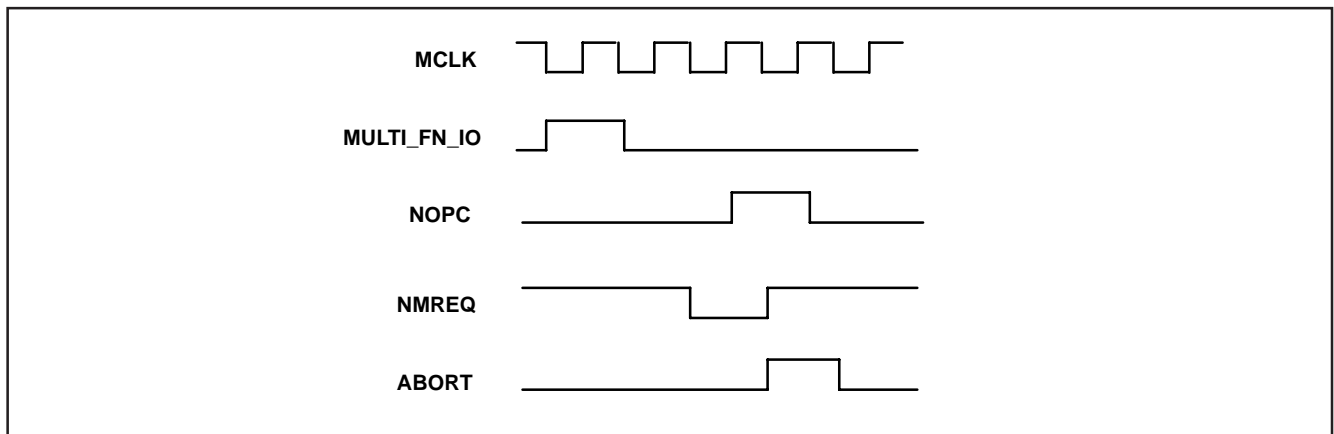 MCLK
MULTI_FN_IO
NOPC
NMREQ
ABORT